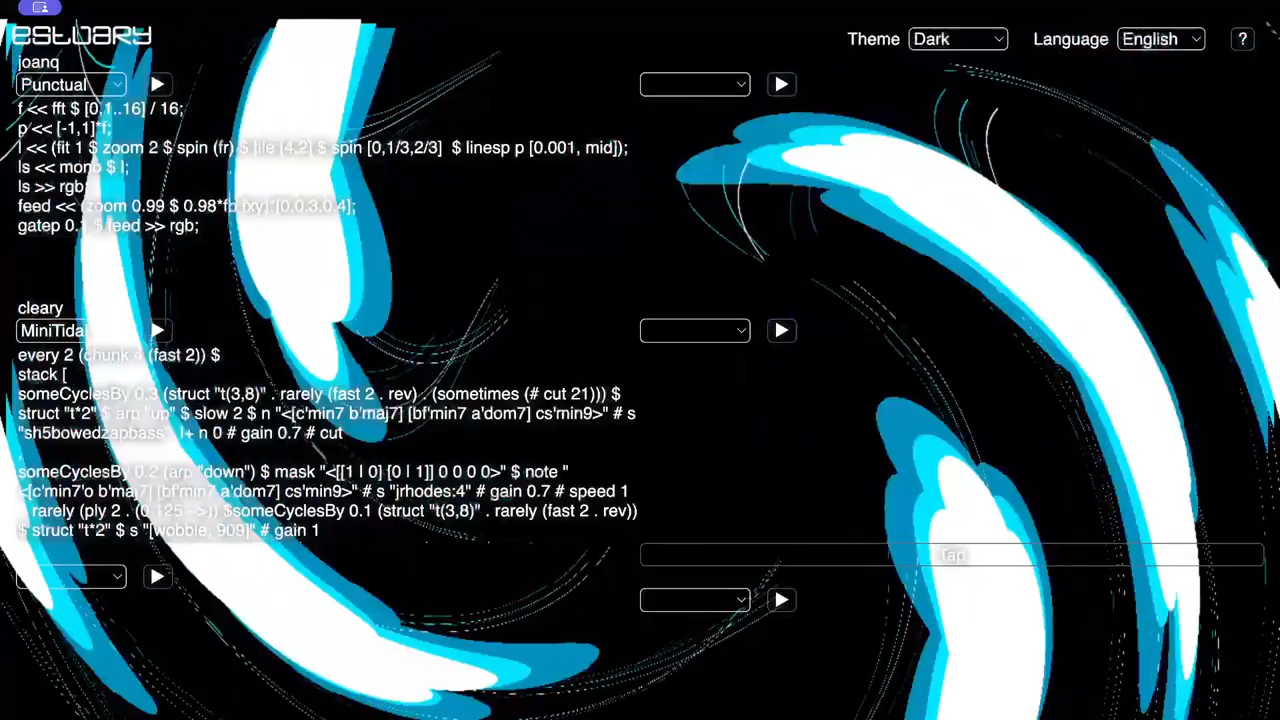 estuary
Theme Dark Language English ?
joanq
Punctual
f << fft $ [0,1..16] / 16;
p << [-1,1]*f;
l << (fit 1 $ zoom 2 $ spin (fr) $ tile [4,2] $ spin [0,1/3,2/3] $ linesp p [0.001, mid]);
ls << mono $ l;
ls >> rgb;
feed << (zoom 0.99 $ 0.98*fb fxy)*[0,0.3,0.4];
gatep 0.1 $ feed >> rgb;
cleary
MiniTidal
every 2 (chunk 4 (fast 2)) $
stack [
someCyclesBy 0.3 (struct "t(3,8)" . rarely (fast 2 . rev) . (sometimes (# cut 21))) $
struct "t*2" $ arp "up" $ slow 2 $ n "<[c'min7 b'maj7] [bf'min7 a'dom7] cs'min9>" # s
"sh5bowedzapbass" |+ n 0 # gain 0.7 # cut
,
someCyclesBy 0.2 (arp "down") $ mask "<[[1 | 0] [0 | 1]] 0 0 0 0>" $ note "
<[c'min7'o b'maj7] [bf'min7 a'dom7] cs'min9>" # s "jrhodes:4" # gain 0.7 # speed 1
, rarely (ply 2 . (0.125 ~>)) $someCyclesBy 0.1 (struct "t(3,8)" . rarely (fast 2 . rev))
$ struct "t*2" $ s "[wobble, 909]" # gain 1
Tap